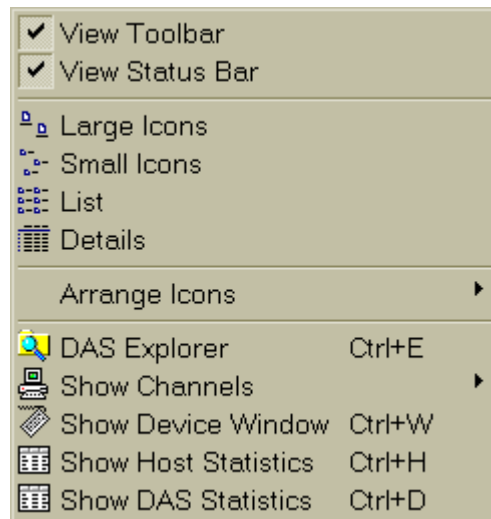 View Toolbar
View Status Bar
Large Icons
Small Icons
List
Details
Arrange Icons
DAS Explorer Ctrl+E
Show Channels
Show Device Window Ctrl+W
Show Host Statistics Ctrl+H
Show DAS Statistics Ctrl+D